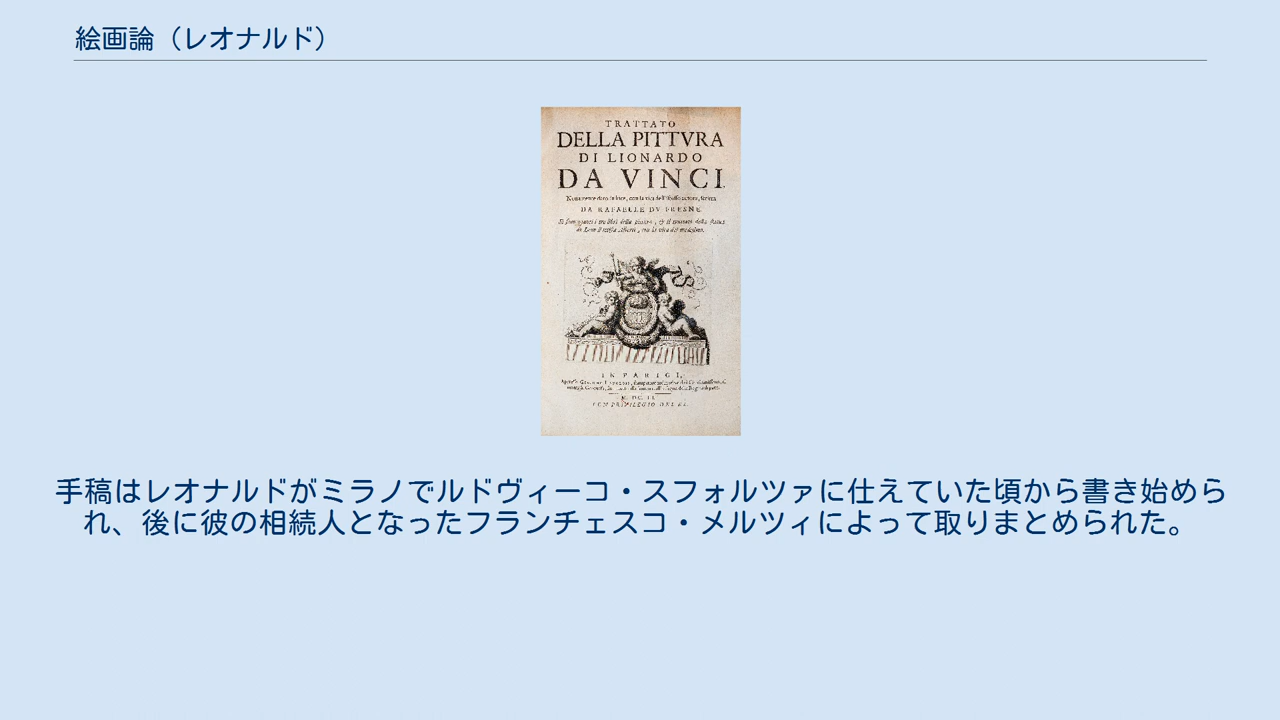 絵画論（レオナルド）
TRATTATO
DELLA PITTVRA
DI LIONARDO
DA VINCI.
DA RAFAELLE DV FRESNE.
IN PARIGI,
手稿はレオナルドがミラノでルドヴィーコ・スフォルツァに仕えていた頃から書き始めら
れ、後に彼の相続人となったフランチェスコ・メルツィによって取りまとめられた。